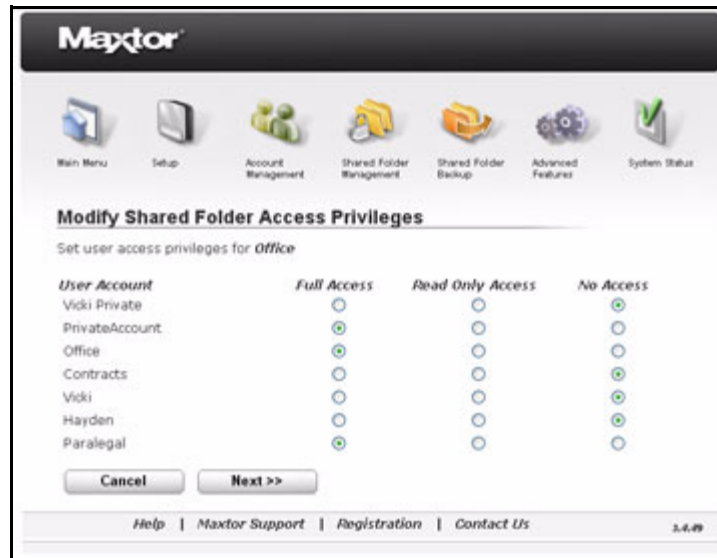 Maxtor
Main Menu
Setup
Account Management
Shared Folder Management
Shared Folder Backup
Advanced Features
System Status
Modify Shared Folder Access Privileges
Set user access privileges for Office
User Account Full Access Read Only Access No Access
Vicki Private
PrivateAccount
Office
Contracts
Vicki
Hayden
Paralegal
Cancel Next >>
Help | Maxtor Support | Registration | Contact Us